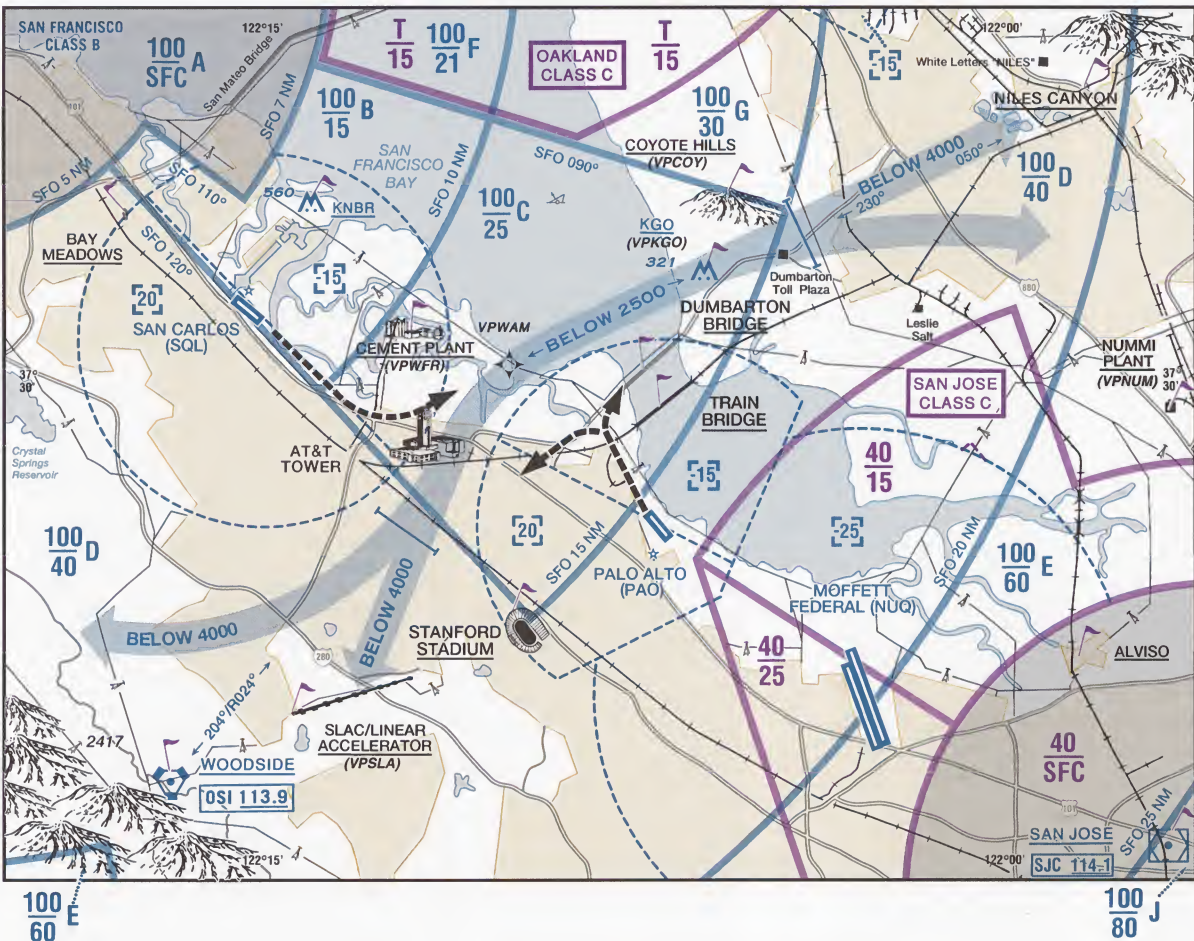 SAN FRANCISCO
CLASS B
100
SFC
A
122°15'
San Mateo Bridge
101
SFO 7 NM
T
15
100
21
F
OAKLAND
CLASS C
T
15
-15
122°00'
White Letters "NILES"
NILES CANYON
100
15
B
100
30
G
SAN
FRANCISCO
BAY
SFO 10 NM
SFO 090°
COYOTE HILLS
(VPCOY)
BELOW 4000
050°
230°
100
40
D
SFO 5 NM
SFO 110°
560
KNBR
100
25
C
KGO
(VPKGO)
321
BAY
MEADOWS
SFO 120°
-15
20
SAN CARLOS
(SQL)
BELOW 2500
Dumbarton
Toll Plaza
880
DUMBARTON
BRIDGE
Leslie
Salt
CEMENT PLANT
(VPWFR)
VPWAM
NUMMI
PLANT
(VPNUM)
37°
30'
37°
30'
SAN JOSE
CLASS C
TRAIN
BRIDGE
Crystal
Springs
Reservoir
AT&T
TOWER
40
15
-15
20
-25
100
40
D
SFO 15 NM
SFO 20 NM
100
60
E
PALO ALTO
(PAO)
MOFFETT
FEDERAL (NUQ)
BELOW 4000
BELOW 4000
STANFORD
STADIUM
40
25
ALVISO
280
204°/R024°
SLAC/LINEAR
ACCELERATOR
(VPSLA)
2417
WOODSIDE
OSI 113.9
40
SFC
101
SFO 25 NM
SAN JOSE
SJC 114.1
122°15'
122°00'
100
60
E
100
80
J